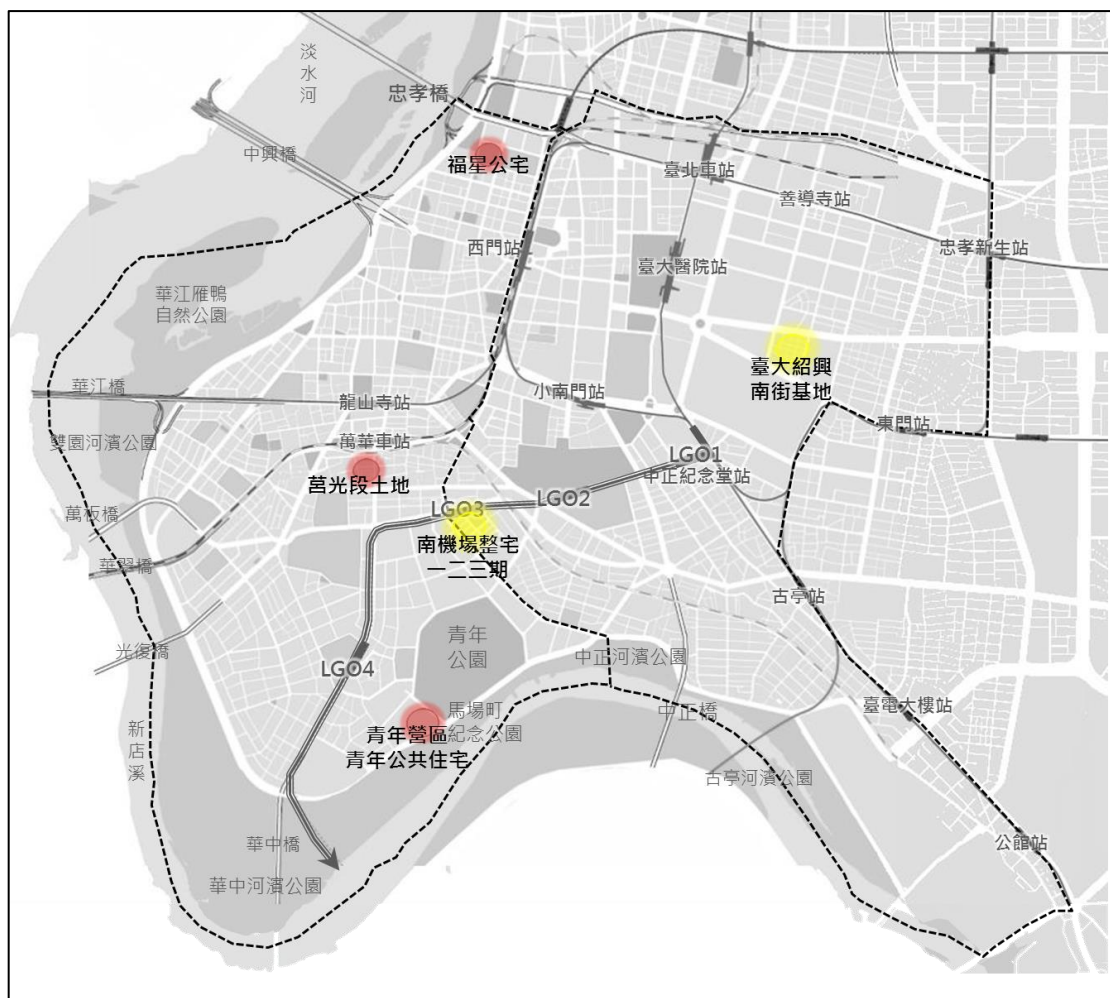 淡
水
河
忠孝橋
中興橋
福星公宅
臺北車站
善導寺站
西門站
忠孝新生站
臺大醫院站
華江雁鴨
自然公園
臺大紹興
南街基地
華江橋
龍山寺站
小南門站
東門站
雙園河濱公園
萬華車站
LGO1
中正紀念堂站
莒光段土地
LGO2
LGO3
萬板橋
南機場整宅
一二三期
華翠橋
古亭站
光復橋
青年
公園
中正河濱公園
LGO4
馬場町
紀念公園
中正橋
臺電大樓站
青年營區
青年公共住宅
新
店
溪
古亭河濱公園
華中橋
公館站
華中河濱公園